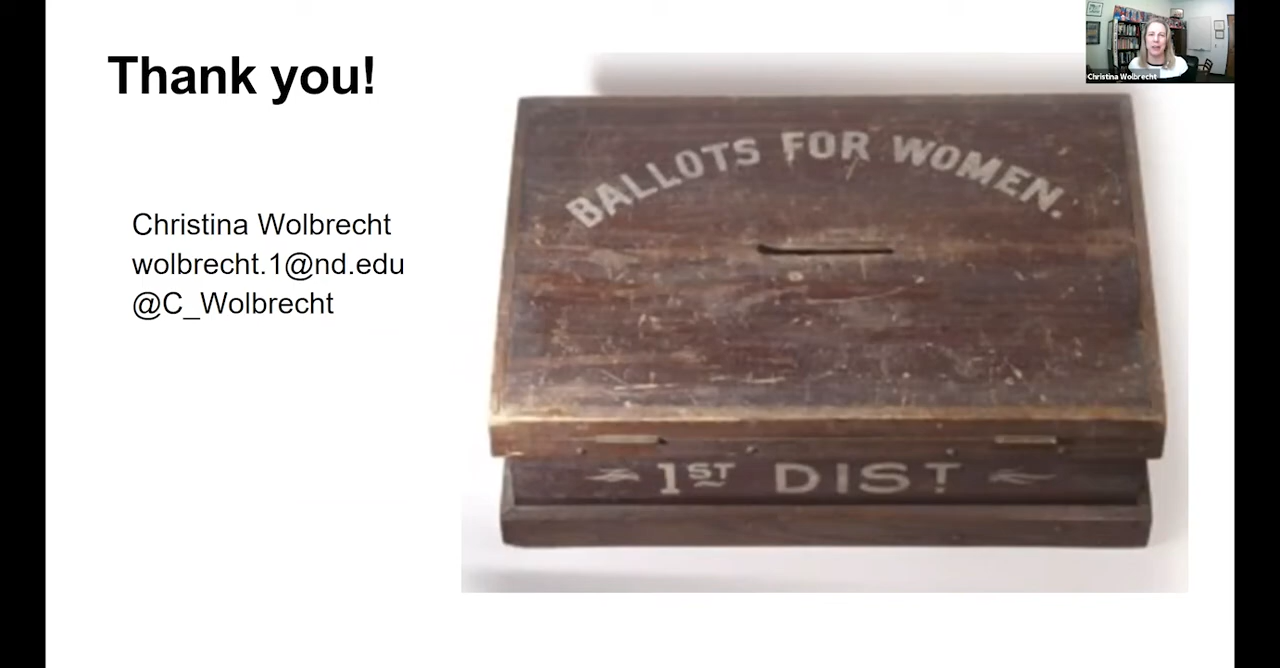 Thank you!
Christina Wolbrecht
wolbrecht.1@nd.edu
@C_Wolbrecht
BALLOTS FOR WOMEN.
1ST DIST
Christina Wolbrecht